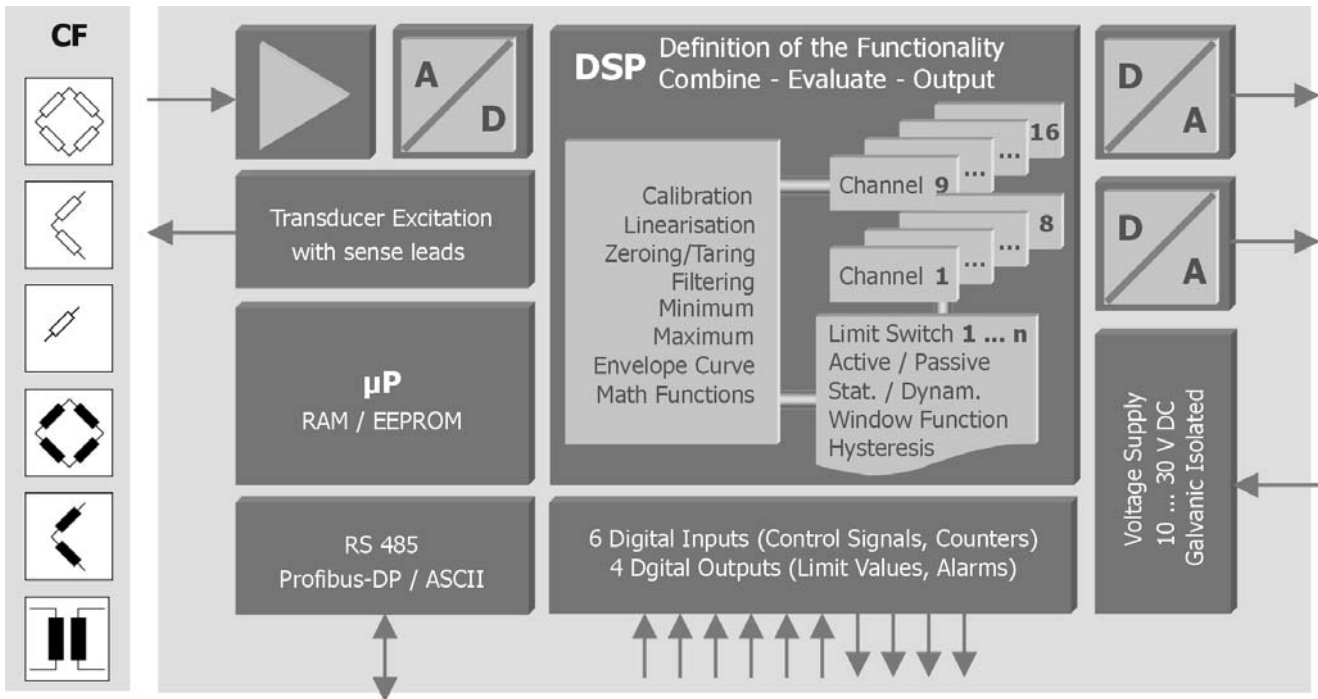 CF
A
D
Transducer Excitation
with sense leads
µP
RAM / EEPROM
RS 485
Profibus-DP / ASCII
DSP Definition of the Functionality
Combine - Evaluate - Output
Calibration
Linearisation
Zeroing/Taring
Filtering
Minimum
Maximum
Envelope Curve
Math Functions
16
...
...
Channel 9
8
...
...
Channel 1
Limit Switch 1 ... n
Active / Passive
Stat. / Dynam.
Window Function
Hysteresis
6 Digital Inputs (Control Signals, Counters)
4 Dgital Outputs (Limit Values, Alarms)
D
A
D
A
Voltage Supply
10 ... 30 V DC
Galvanic Isolated